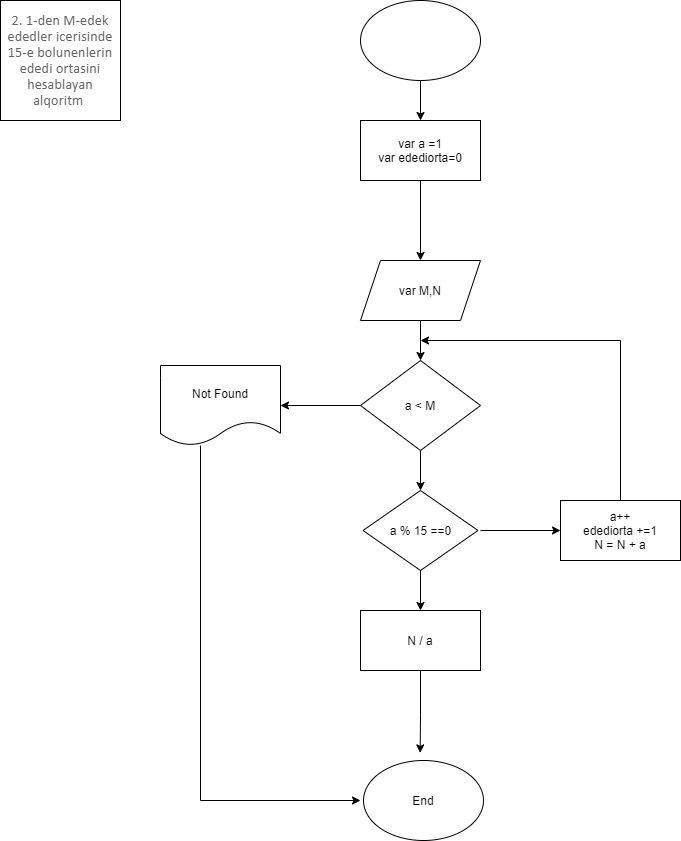 2. 1-den M-edek
ededler icerisinde
15-e bolunenlerin
ededi ortasini
hesablayan
alqoritm
var a =1
var edediorta=0
var M,N
Not Found
a < M
a % 15 ==0
a++
edediorta +=1
N = N + a
N / a
End